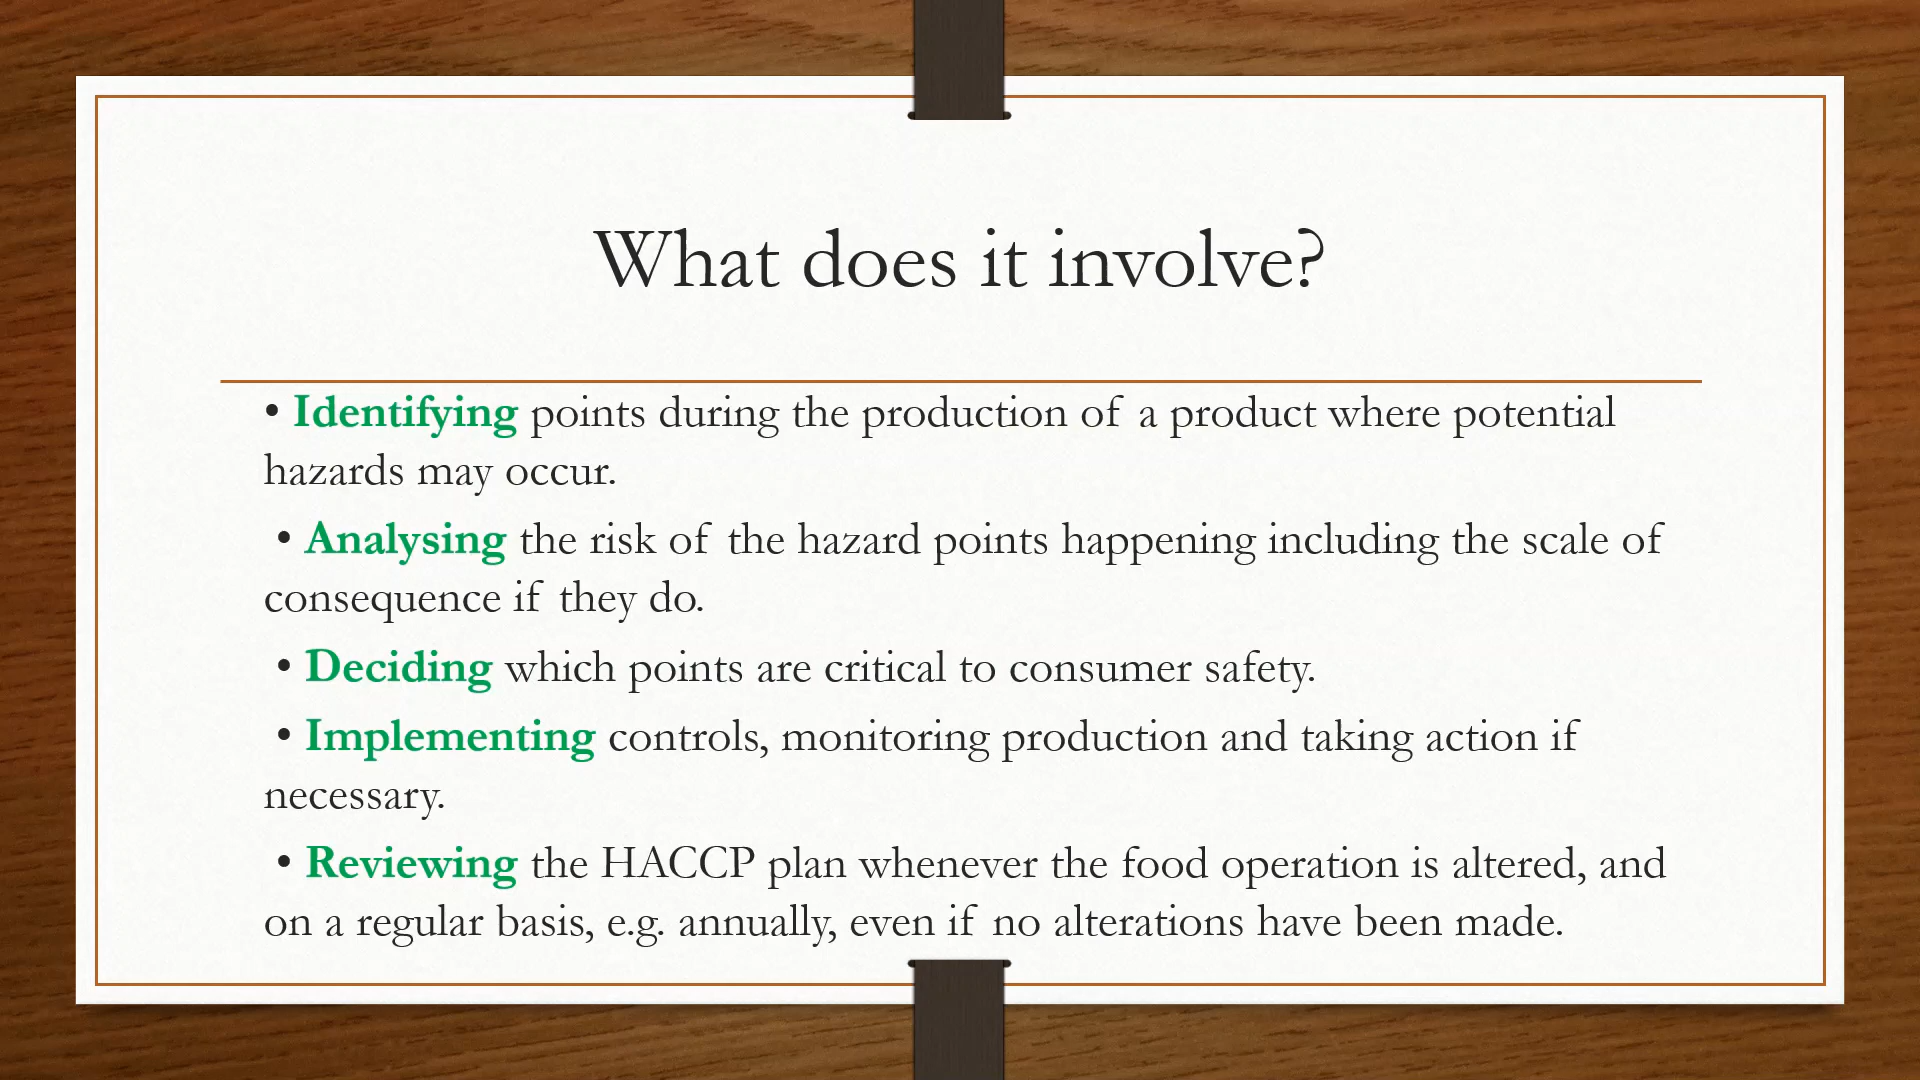 What does it involve?
• Identifying points during the production of a product where potential
hazards may occur.
• Analysing the risk of the hazard points happening including the scale of
consequence if they do.
• Deciding which points are critical to consumer safety.
• Implementing controls, monitoring production and taking action if
necessary.
• Reviewing the HACCP plan whenever the food operation is altered, and
on a regular basis, e.g. annually, even if no alterations have been made.